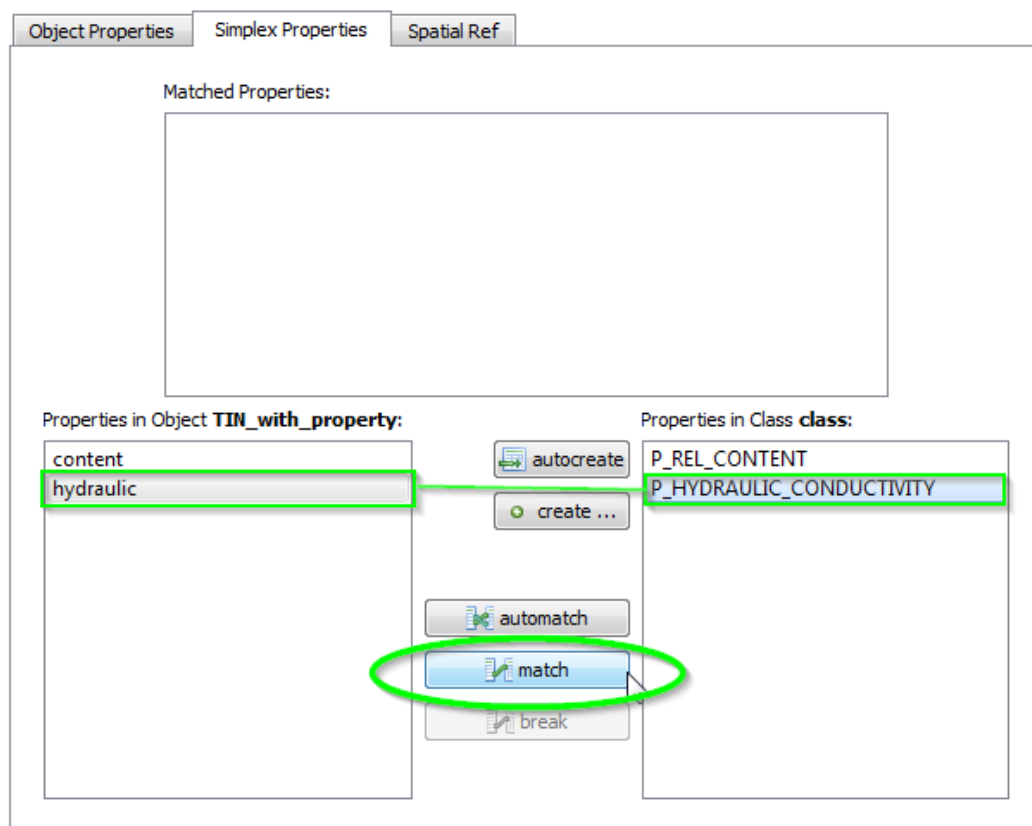 Object Properties
Simplex Properties
Spatial Ref
Matched Properties:
Properties in Object TIN_with_property:
Properties in Class class:
content
hydraulic
autocreate
create ...
P_REL_CONTENT
P_HYDRAULIC_CONDUCTIVITY
automatch
match
break